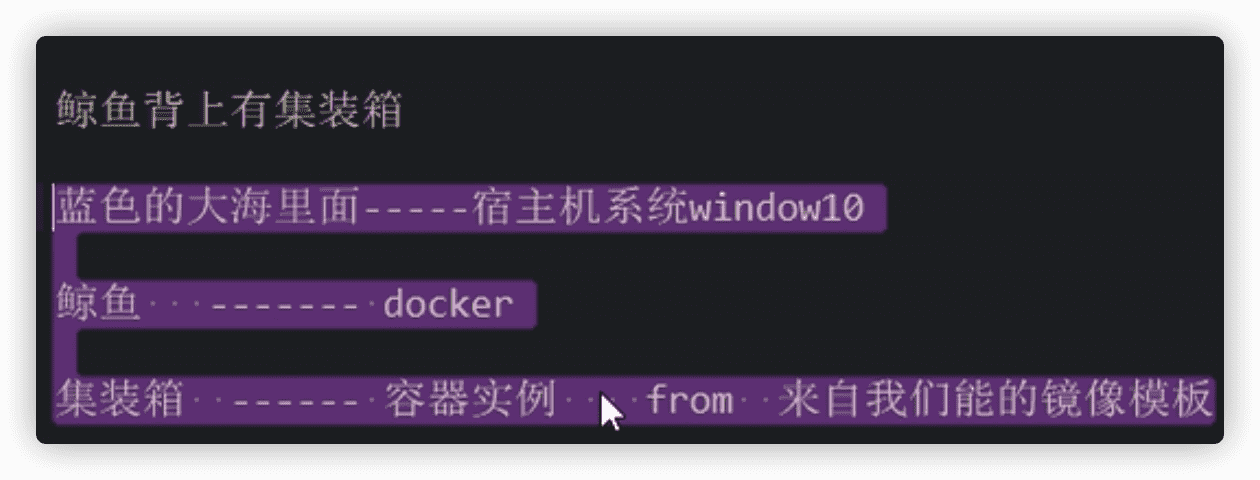 鲸鱼背上有集装箱
蓝色的大海里面-----宿主机系统window10
鲸鱼   ------- docker
集装箱  ------ 容器实例    from  来自我们能的镜像模板